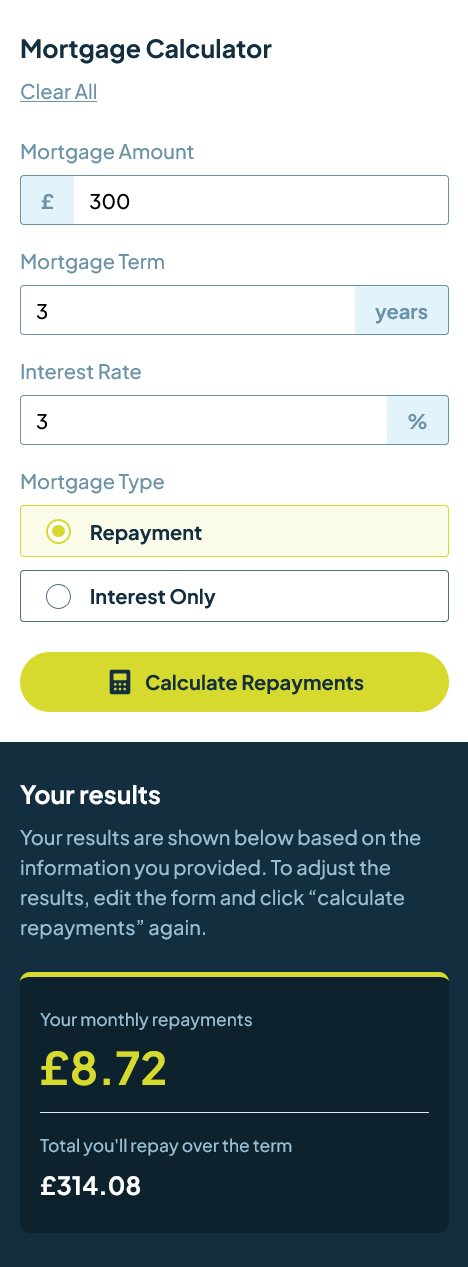 Mortgage Calculator
Clear All
Mortgage Amount
£ 300
Mortgage Term
3 years
Interest Rate
3 %
Mortgage Type
Repayment
Interest Only
Calculate Repayments
Your results
Your results are shown below based on the
information you provided. To adjust the
results, edit the form and click “calculate
repayments” again.
Your monthly repayments
£8.72
Total you'll repay over the term
£314.08